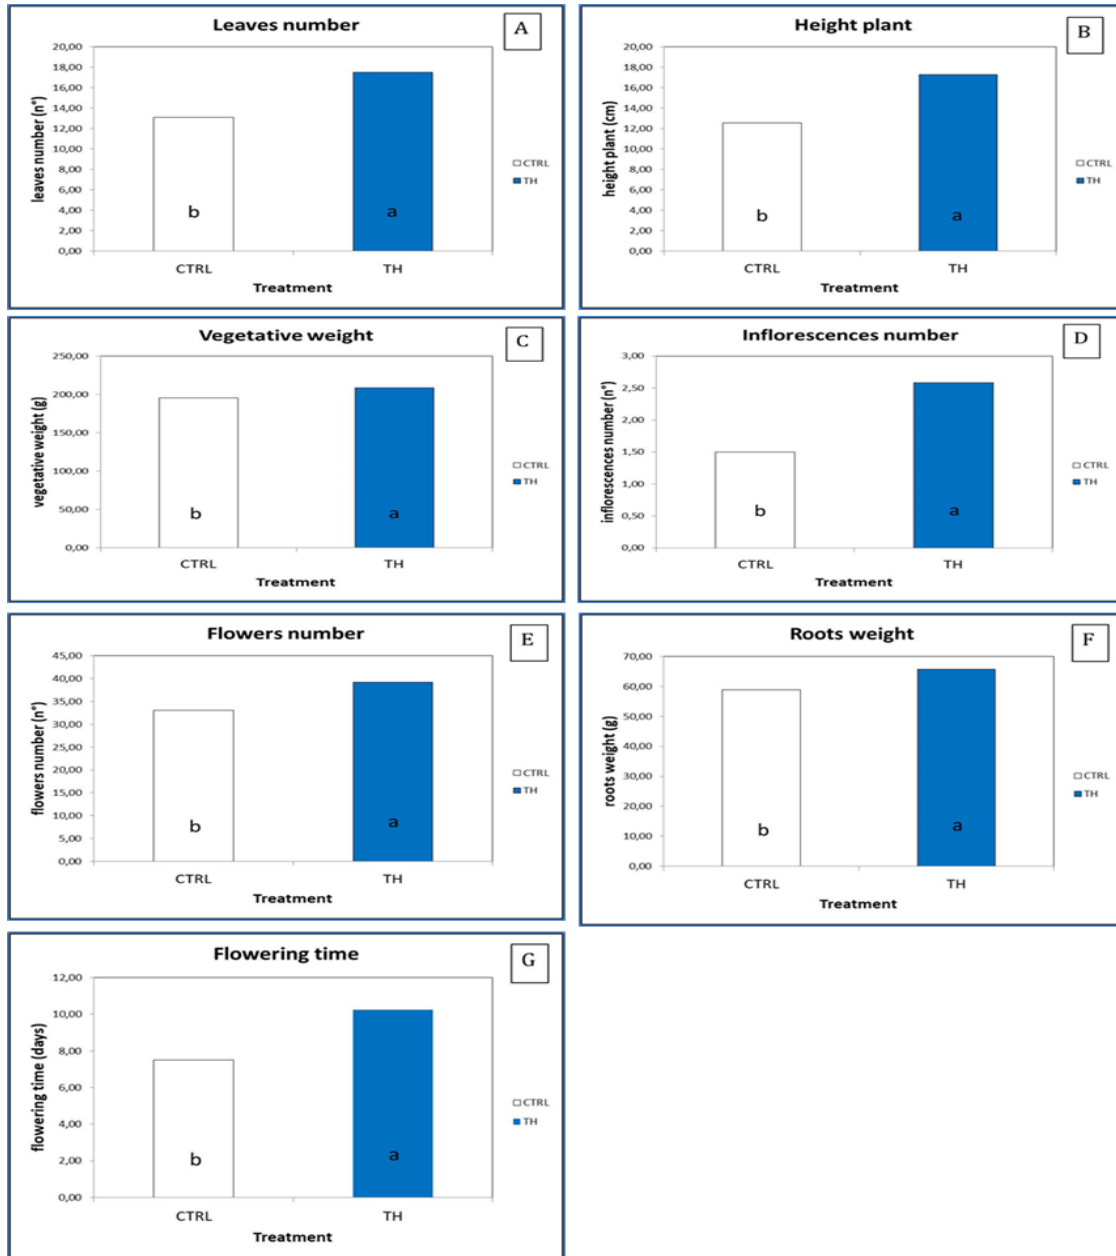 Leaves number
A
20,00
18,00
16,00
14,00
12,00
10,00
8,00
6,00
4,00
2,00
0,00
leaves number (n°)
b
a
CTRL
TH
CTRL TH
Treatment
Height plant
B
20,00
18,00
16,00
14,00
12,00
10,00
8,00
6,00
4,00
2,00
0,00
height plant (cm)
b
a
CTRL
TH
CTRL TH
Treatment
Vegetative weight
C
250,00
200,00
150,00
100,00
50,00
0,00
vegetative weight (g)
b
a
CTRL
TH
CTRL TH
Treatment
Inflorescences number
D
3,00
2,50
2,00
1,50
1,00
0,50
0,00
inflorescences number (n°)
b
a
CTRL
TH
CTRL TH
Treatment
Flowers number
E
45,00
40,00
35,00
30,00
25,00
20,00
15,00
10,00
5,00
0,00
flowers number (n°)
b
a
CTRL
TH
CTRL TH
Treatment
Roots weight
F
70,00
60,00
50,00
40,00
30,00
20,00
10,00
0,00
roots weight (g)
b
a
CTRL
TH
CTRL TH
Treatment
Flowering time
G
12,00
10,00
8,00
6,00
4,00
2,00
0,00
flowering time (days)
b
a
CTRL
TH
CTRL TH
Treatment